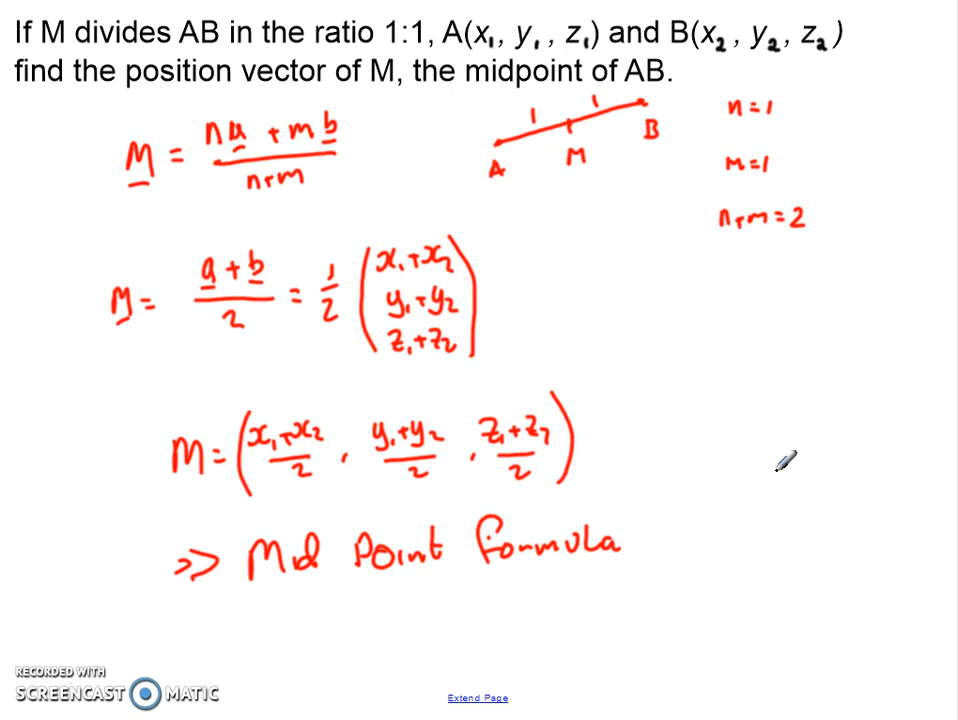 If M divides AB in the ratio 1:1, A(x₁, y₁, z₁) and B(x₂, y₂, z₂)
find the position vector of M, the midpoint of AB.
M = (na + mb)/(n+m)
1 1
A M B
n=1
m=1
n+m=2
M = (a + b)/2 = 1/2 (x₁+x₂
y₁+y₂
z₁+z₂)
M = ((x₁+x₂)/2, (y₁+y₂)/2, (z₁+z₂)/2)
>> Mid Point Formula
RECORDED WITH
SCREENCAST MATIC
Extend Page